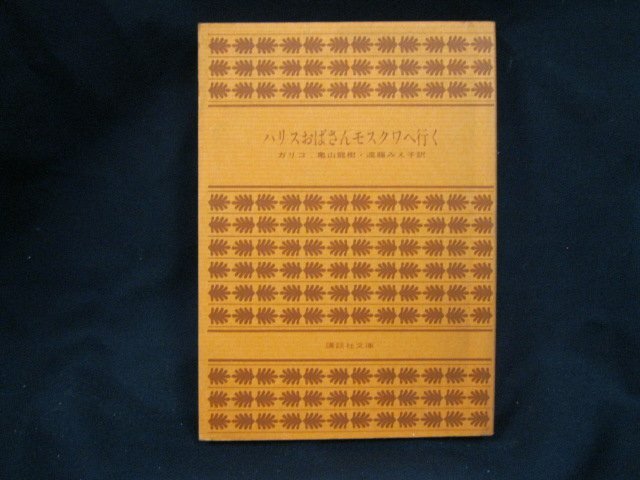 ハリスおばさんモスクワへ行く
ガリコ 亀山龍樹・遠藤みえ子訳
講談社文庫